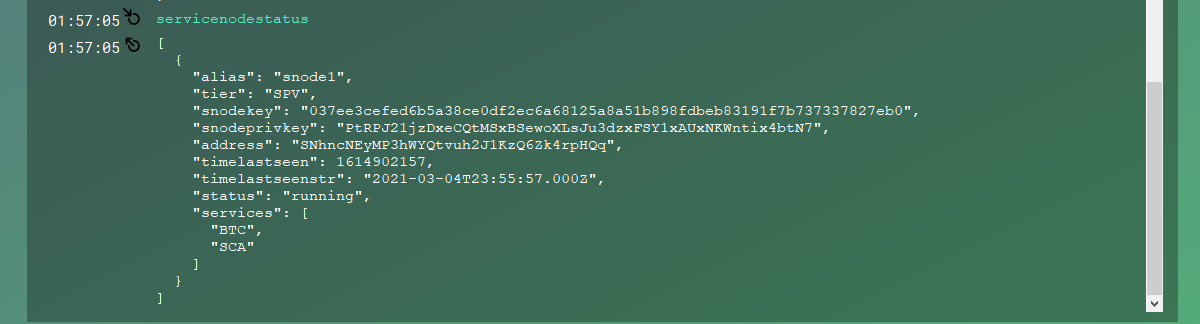 01:57:05 servicenodestatus
01:57:05 [
{
"alias": "snode1",
"tier": "SPV",
"snodekey": "037ee3cefed6b5a38ce0df2ec6a68125a8a51b898fdbeb83191f7b737337827eb0",
"snodeprivkey": "PtRPJ21jzDxeCQtMSxBSewoXLsJu3dzxFSY1xAUxNKWntix4btN7",
"address": "SNhncNEyMP3hWYQtvuh2J1KzQ6Zk4rpHQq",
"timelastseen": 1614902157,
"timelastseenstr": "2021-03-04T23:55:57.000Z",
"status": "running",
"services": [
"BTC",
"SCA"
]
}
]